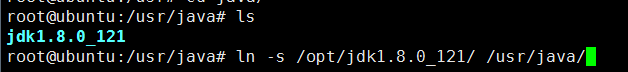 root@ubuntu:/usr/java# ls
jdk1.8.0_121
root@ubuntu:/usr/java# ln -s /opt/jdk1.8.0_121/ /usr/java/